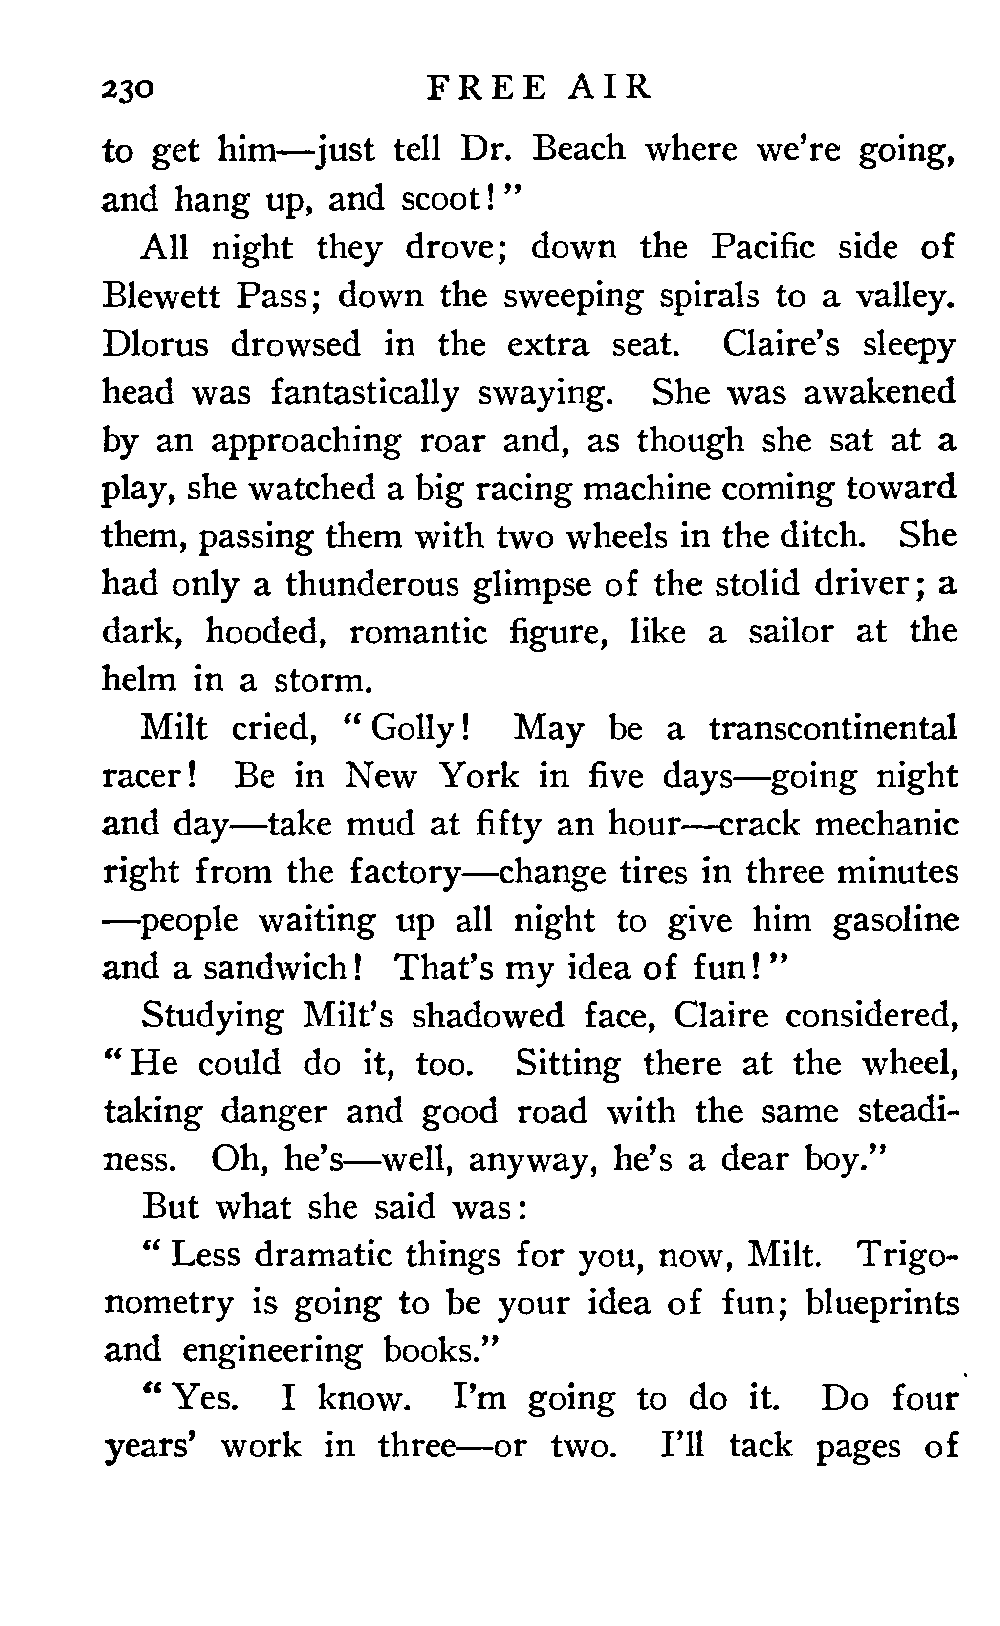 230 FREE AIR
to get him—just tell Dr. Beach where we're going,
and hang up, and scoot!"
All night they drove; down the Pacific side of
Blewett Pass; down the sweeping spirals to a valley.
Dlorus drowsed in the extra seat. Claire's sleepy
head was fantastically swaying. She was awakened
by an approaching roar and, as though she sat at a
play, she watched a big racing machine coming toward
them, passing them with two wheels in the ditch. She
had only a thunderous glimpse of the stolid driver; a
dark, hooded, romantic figure, like a sailor at the
helm in a storm.
Milt cried, "Golly! May be a transcontinental
racer! Be in New York in five days—going night
and day—take mud at fifty an hour—crack mechanic
right from the factory—change tires in three minutes
—people waiting up all night to give him gasoline
and a sandwich! That's my idea of fun!"
Studying Milt's shadowed face, Claire considered,
"He could do it, too. Sitting there at the wheel,
taking danger and good road with the same steadi-
ness. Oh, he's—well, anyway, he's a dear boy."
But what she said was:
"Less dramatic things for you, now, Milt. Trigo-
nometry is going to be your idea of fun; blueprints
and engineering books."
"Yes. I know. I'm going to do it. Do four
years' work in three—or two. I'll tack pages of